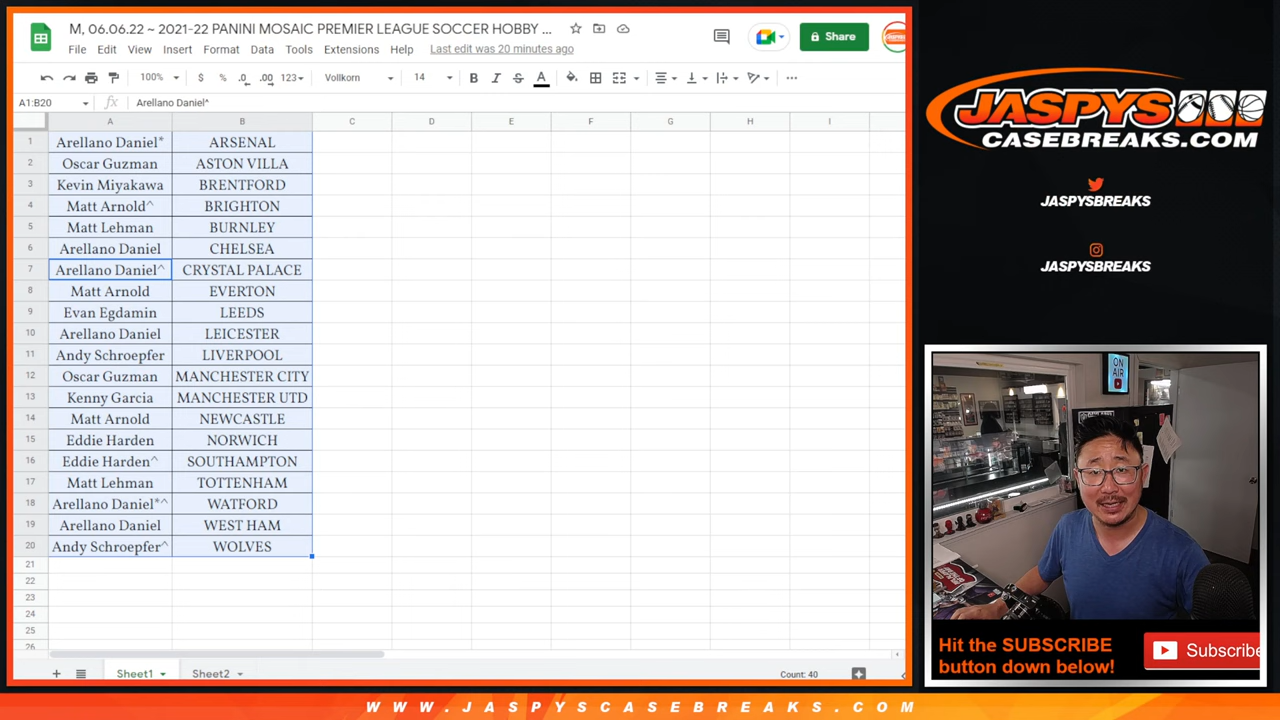 M, 06.06.22 ~ 2021-22 PANINI MOSAIC PREMIER LEAGUE SOCCER HOBBY ...
File Edit View Insert Format Data Tools Extensions Help Last edit was 20 minutes ago
Share
100% $ % .0 .00 123 Vollkorn 14 B I S A
A1:B20 fx Arellano Daniel^
A B C D E F G H I
1 Arellano Daniel* ARSENAL
2 Oscar Guzman ASTON VILLA
3 Kevin Miyakawa BRENTFORD
4 Matt Arnold^ BRIGHTON
5 Matt Lehman BURNLEY
6 Arellano Daniel CHELSEA
7 Arellano Daniel^ CRYSTAL PALACE
8 Matt Arnold EVERTON
9 Evan Egdamin LEEDS
10 Arellano Daniel LEICESTER
11 Andy Schroepfer LIVERPOOL
12 Oscar Guzman MANCHESTER CITY
13 Kenny Garcia MANCHESTER UTD
14 Matt Arnold NEWCASTLE
15 Eddie Harden NORWICH
16 Eddie Harden^ SOUTHAMPTON
17 Matt Lehman TOTTENHAM
18 Arellano Daniel*^ WATFORD
19 Arellano Daniel WEST HAM
20 Andy Schroepfer^ WOLVES
21
22
23
24
25
26
Sheet1 Sheet2 Count: 40
JASPYS
CASEBREAKS.COM
JASPYSBREAKS
JASPYSBREAKS
ON
AIR
Hit the SUBSCRIBE
button down below!
Subscribe
WWW.JASPYSCASEBREAKS.COM